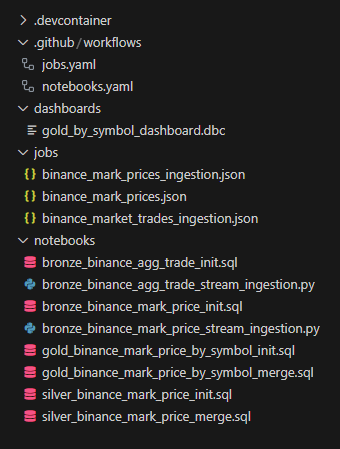 .devcontainer
.github/workflows
jobs.yaml
notebooks.yaml
dashboards
gold_by_symbol_dashboard.dbc
jobs
{} binance_mark_prices_ingestion.json
{} binance_mark_prices.json
{} binance_market_trades_ingestion.json
notebooks
bronze_binance_agg_trade_init.sql
bronze_binance_agg_trade_stream_ingestion.py
bronze_binance_mark_price_init.sql
bronze_binance_mark_price_stream_ingestion.py
gold_binance_mark_price_by_symbol_init.sql
gold_binance_mark_price_by_symbol_merge.sql
silver_binance_mark_price_init.sql
silver_binance_mark_price_merge.sql